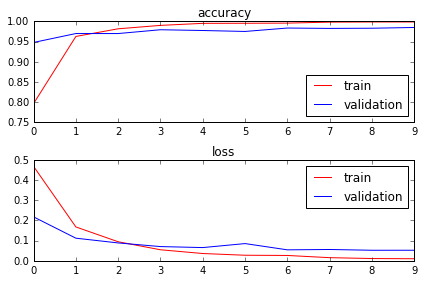 accuracy
1.00
0.95
0.90
0.85
0.80
0.75
train
validation
0 1 2 3 4 5 6 7 8 9
loss
0.5
0.4
0.3
0.2
0.1
0.0
train
validation
0 1 2 3 4 5 6 7 8 9